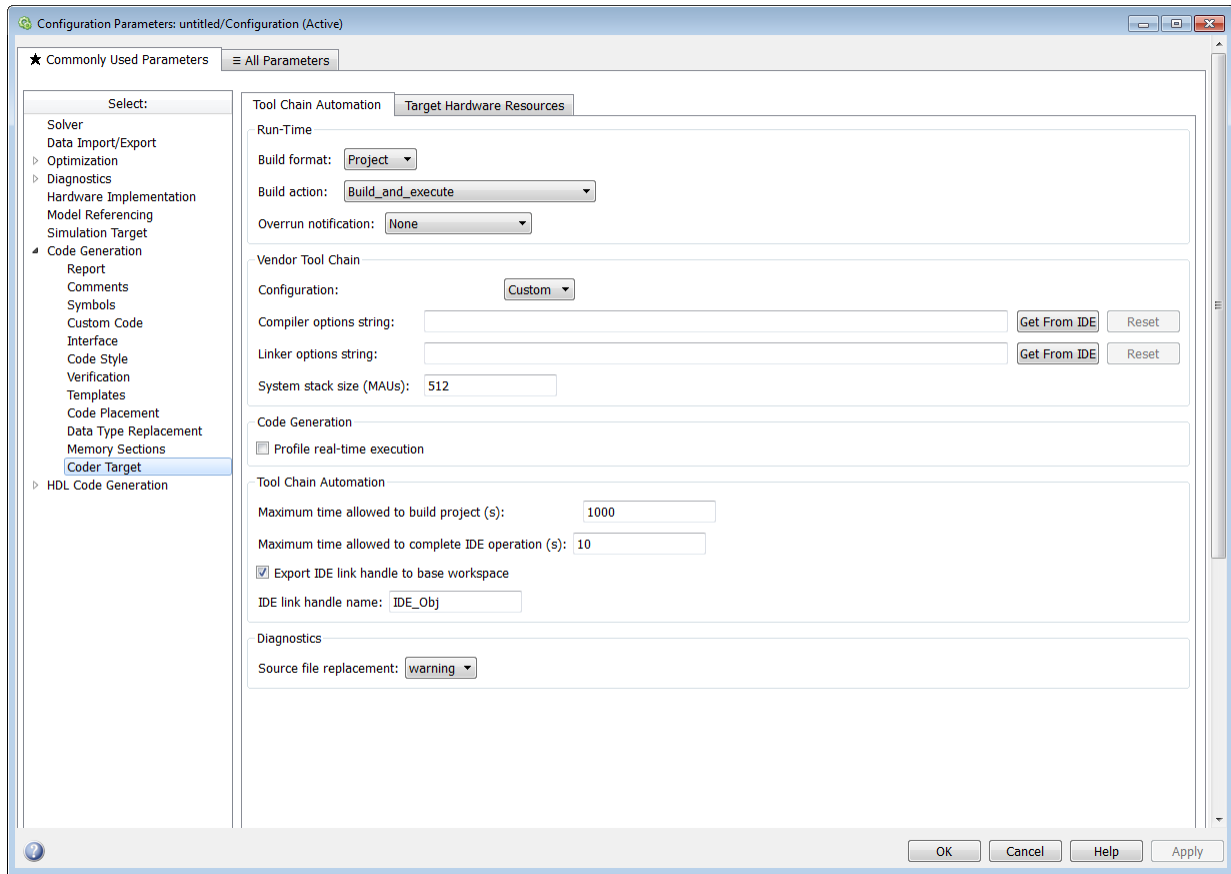 Configuration Parameters: untitled/Configuration (Active)
★ Commonly Used Parameters
≡ All Parameters
Select:
Solver
Data Import/Export
Optimization
Diagnostics
Hardware Implementation
Model Referencing
Simulation Target
Code Generation
Report
Comments
Symbols
Custom Code
Interface
Code Style
Verification
Templates
Code Placement
Data Type Replacement
Memory Sections
Coder Target
HDL Code Generation
Tool Chain Automation
Target Hardware Resources
Run-Time
Build format: Project
Build action: Build_and_execute
Overrun notification: None
Vendor Tool Chain
Configuration: Custom
Compiler options string: Get From IDE Reset
Linker options string: Get From IDE Reset
System stack size (MAUs): 512
Code Generation
Profile real-time execution
Tool Chain Automation
Maximum time allowed to build project (s): 1000
Maximum time allowed to complete IDE operation (s): 10
Export IDE link handle to base workspace
IDE link handle name: IDE_Obj
Diagnostics
Source file replacement: warning
? OK Cancel Help Apply